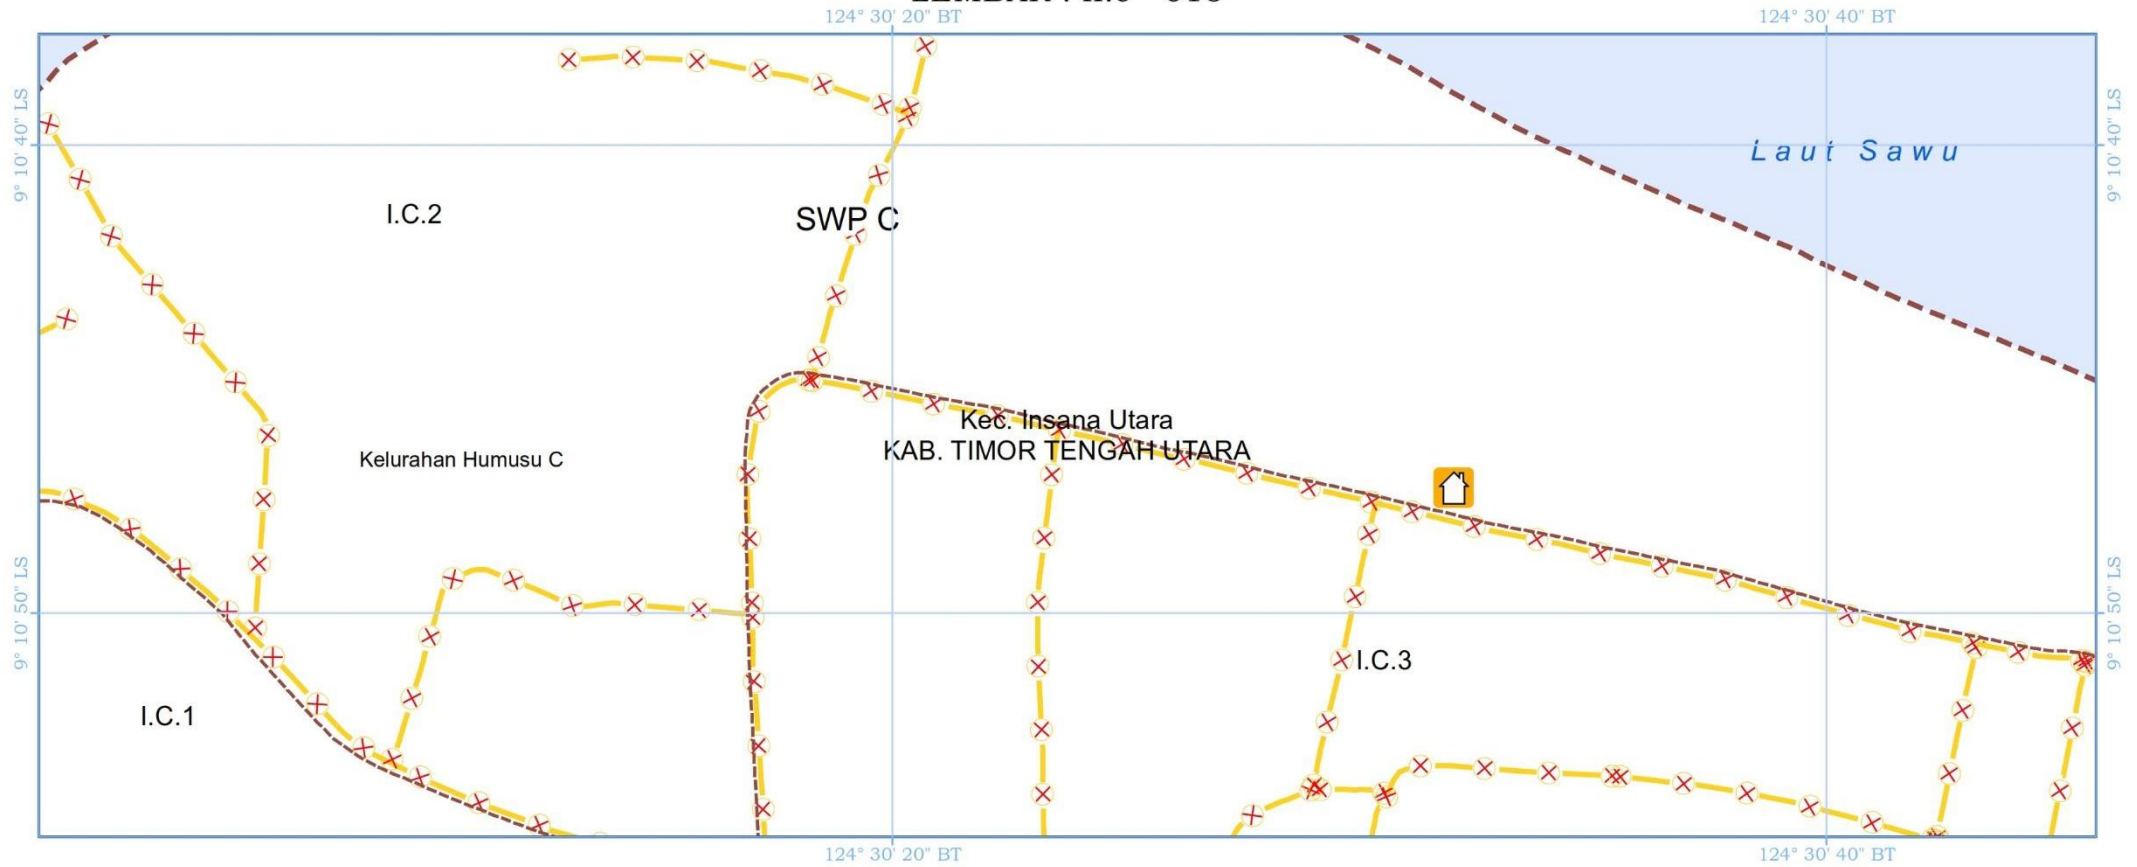 124° 30' 20" BT
124° 30' 40" BT
9° 10' 40" LS
9° 10' 40" LS
Laut Sawu
I.C.2
SWP C
Kec. Insana Utara
KAB. TIMOR TENGAH UTARA
Kelurahan Humusu C
9° 10' 50" LS
9° 10' 50" LS
I.C.3
I.C.1
124° 30' 20" BT
124° 30' 40" BT